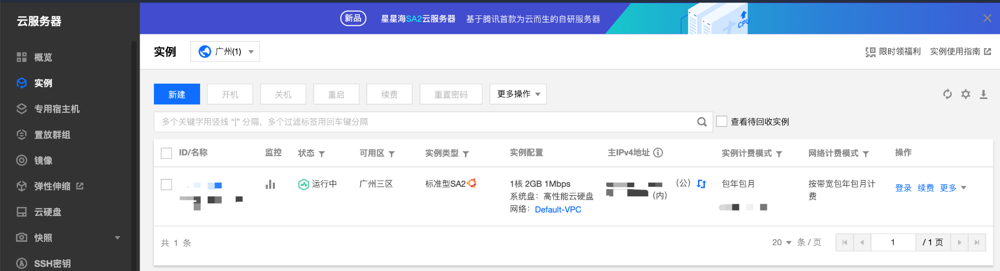 云服务器
新品 星星海SA2云服务器 基于腾讯首款为云而生的自研服务器
CPU
概览
实例
专用宿主机
置放群组
镜像
弹性伸缩
云硬盘
快照
SSH密钥
实例 广州(1)
限时领福利 实例使用指南
新建 开机 关机 重启 续费 重置密码 更多操作
多个关键字用竖线 “|” 分隔，多个过滤标签用回车键分隔
查看待回收实例
ID/名称 监控 状态 可用区 实例类型 实例配置 主IPv4地址 实例计费模式 网络计费模式 操作
运行中 广州三区 标准型SA2 1核 2GB 1Mbps (公) 包年包月 按带宽包年包月计
系统盘：高性能云硬盘 (内) 费 登录 续费 更多
网络：Default-VPC
共 1 条
20 条 / 页 1 / 1 页